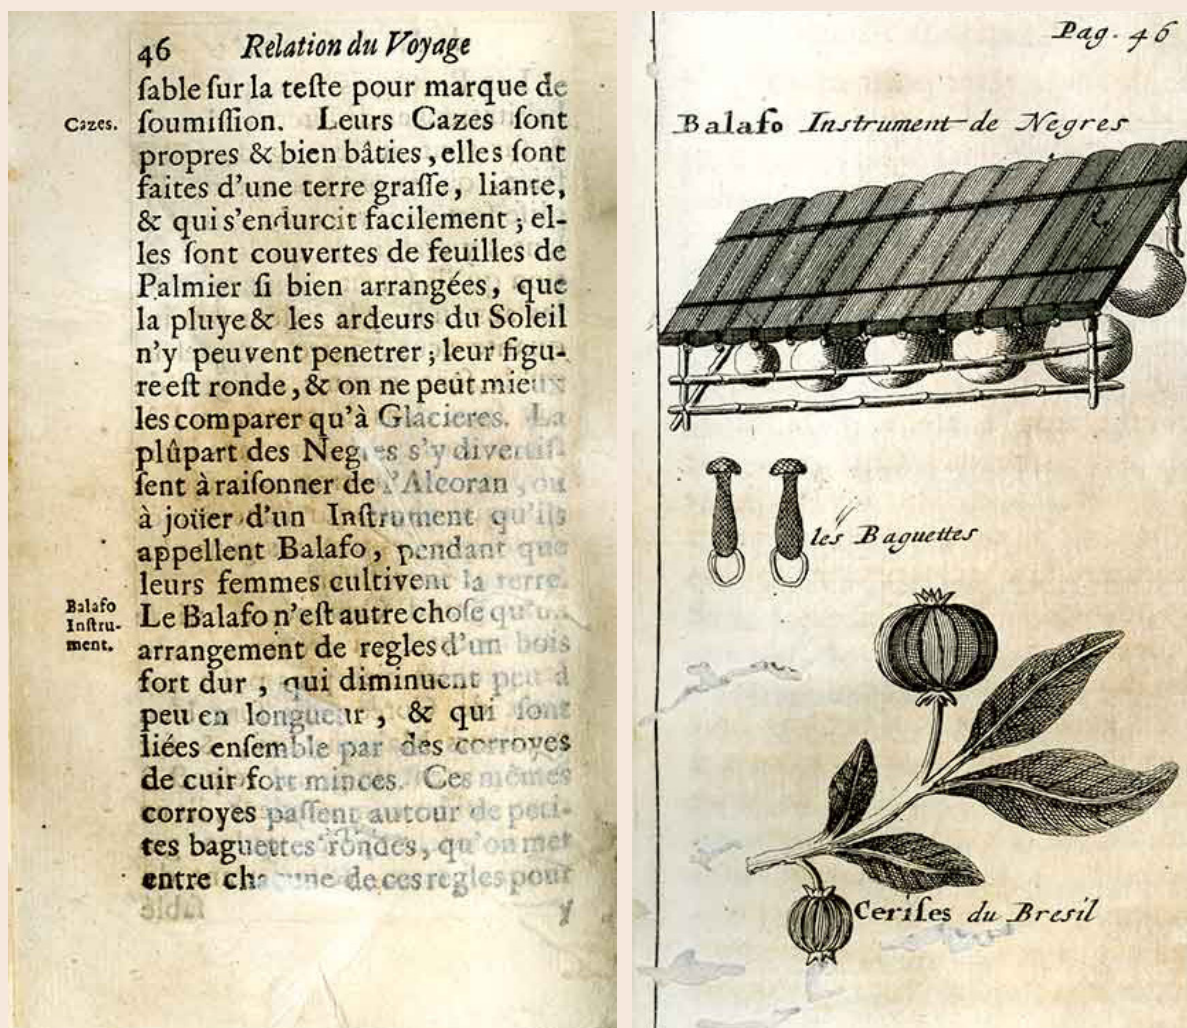 46 Relation du Voyage
ſable ſur la teſte pour marque de
Cazes.
ſoumiſſion. Leurs Cazes ſont
propres & bien bâties, elles ſont
faites d'une terre graſſe, liante,
& qui s'endurcit facilement ; el-
les ſont couvertes de feuilles de
Palmier ſi bien arrangées, que
la pluye & les ardeurs du Soleil
n'y peuvent penetrer ; leur figu-
re eſt ronde, & on ne peut mieux
les comparer qu'à Glacieres. La
plûpart des Negres s'y divertiſ-
ſent à raiſonner de l'Alcoran, ou
à joüer d'un Inſtrument qu'ils
appellent Balafo, pendant que
leurs femmes cultivent la terre.
Balafo
Inſtru-
ment.
Le Balafo n'eſt autre choſe qu'un
arrangement de regles d'un bois
fort dur, qui diminuent peu à
peu en longueur, & qui ſont
liées enſemble par des corroyes
de cuir fort minces. Ces mêmes
corroyes paſſent autour de peti-
tes baguettes rondes, qu'on met
entre chacune de ces regles pour
Pag. 46
Balafo Instrument de Negres
les Baguettes
Ceriſes du Bresil